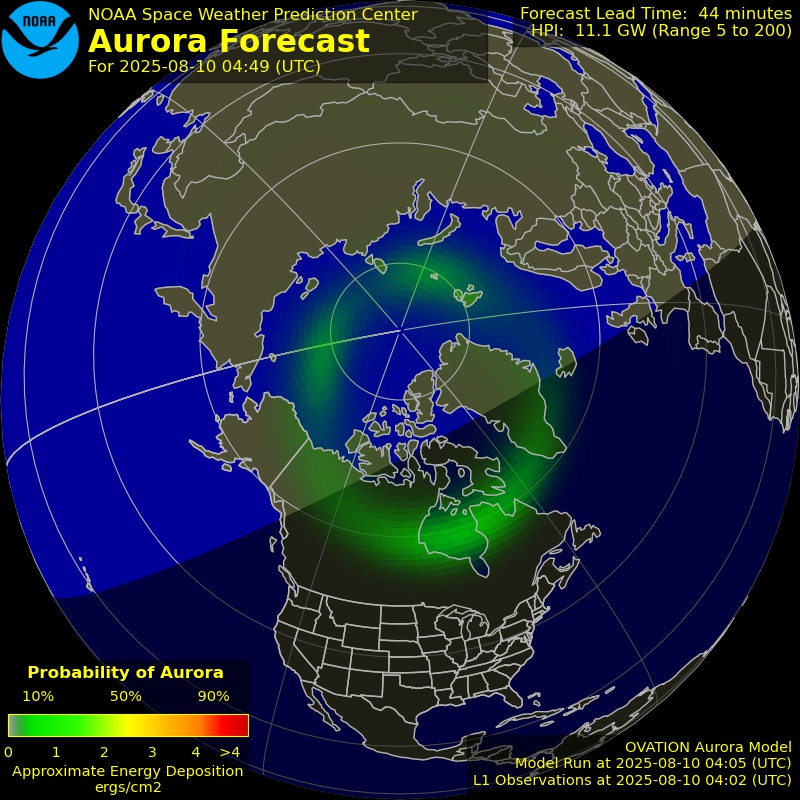 NOAA
NOAA Space Weather Prediction Center
Aurora Forecast
For 2025-08-10 04:49 (UTC)
Forecast Lead Time: 44 minutes
HPI: 11.1 GW (Range 5 to 200)
Probability of Aurora
10% 50% 90%
0 1 2 3 4 >4
Approximate Energy Deposition
ergs/cm2
OVATION Aurora Model
Model Run at 2025-08-10 04:05 (UTC)
L1 Observations at 2025-08-10 04:02 (UTC)